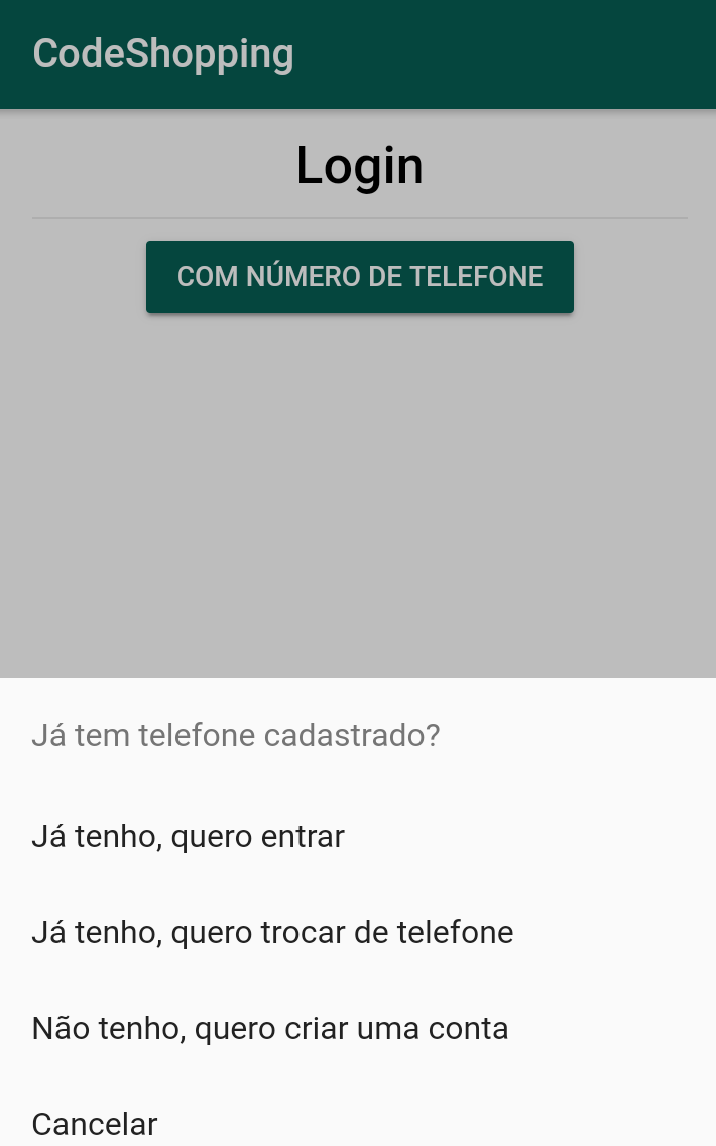 CodeShopping
Login
COM NÚMERO DE TELEFONE
Já tem telefone cadastrado?
Já tenho, quero entrar
Já tenho, quero trocar de telefone
Não tenho, quero criar uma conta
Cancelar